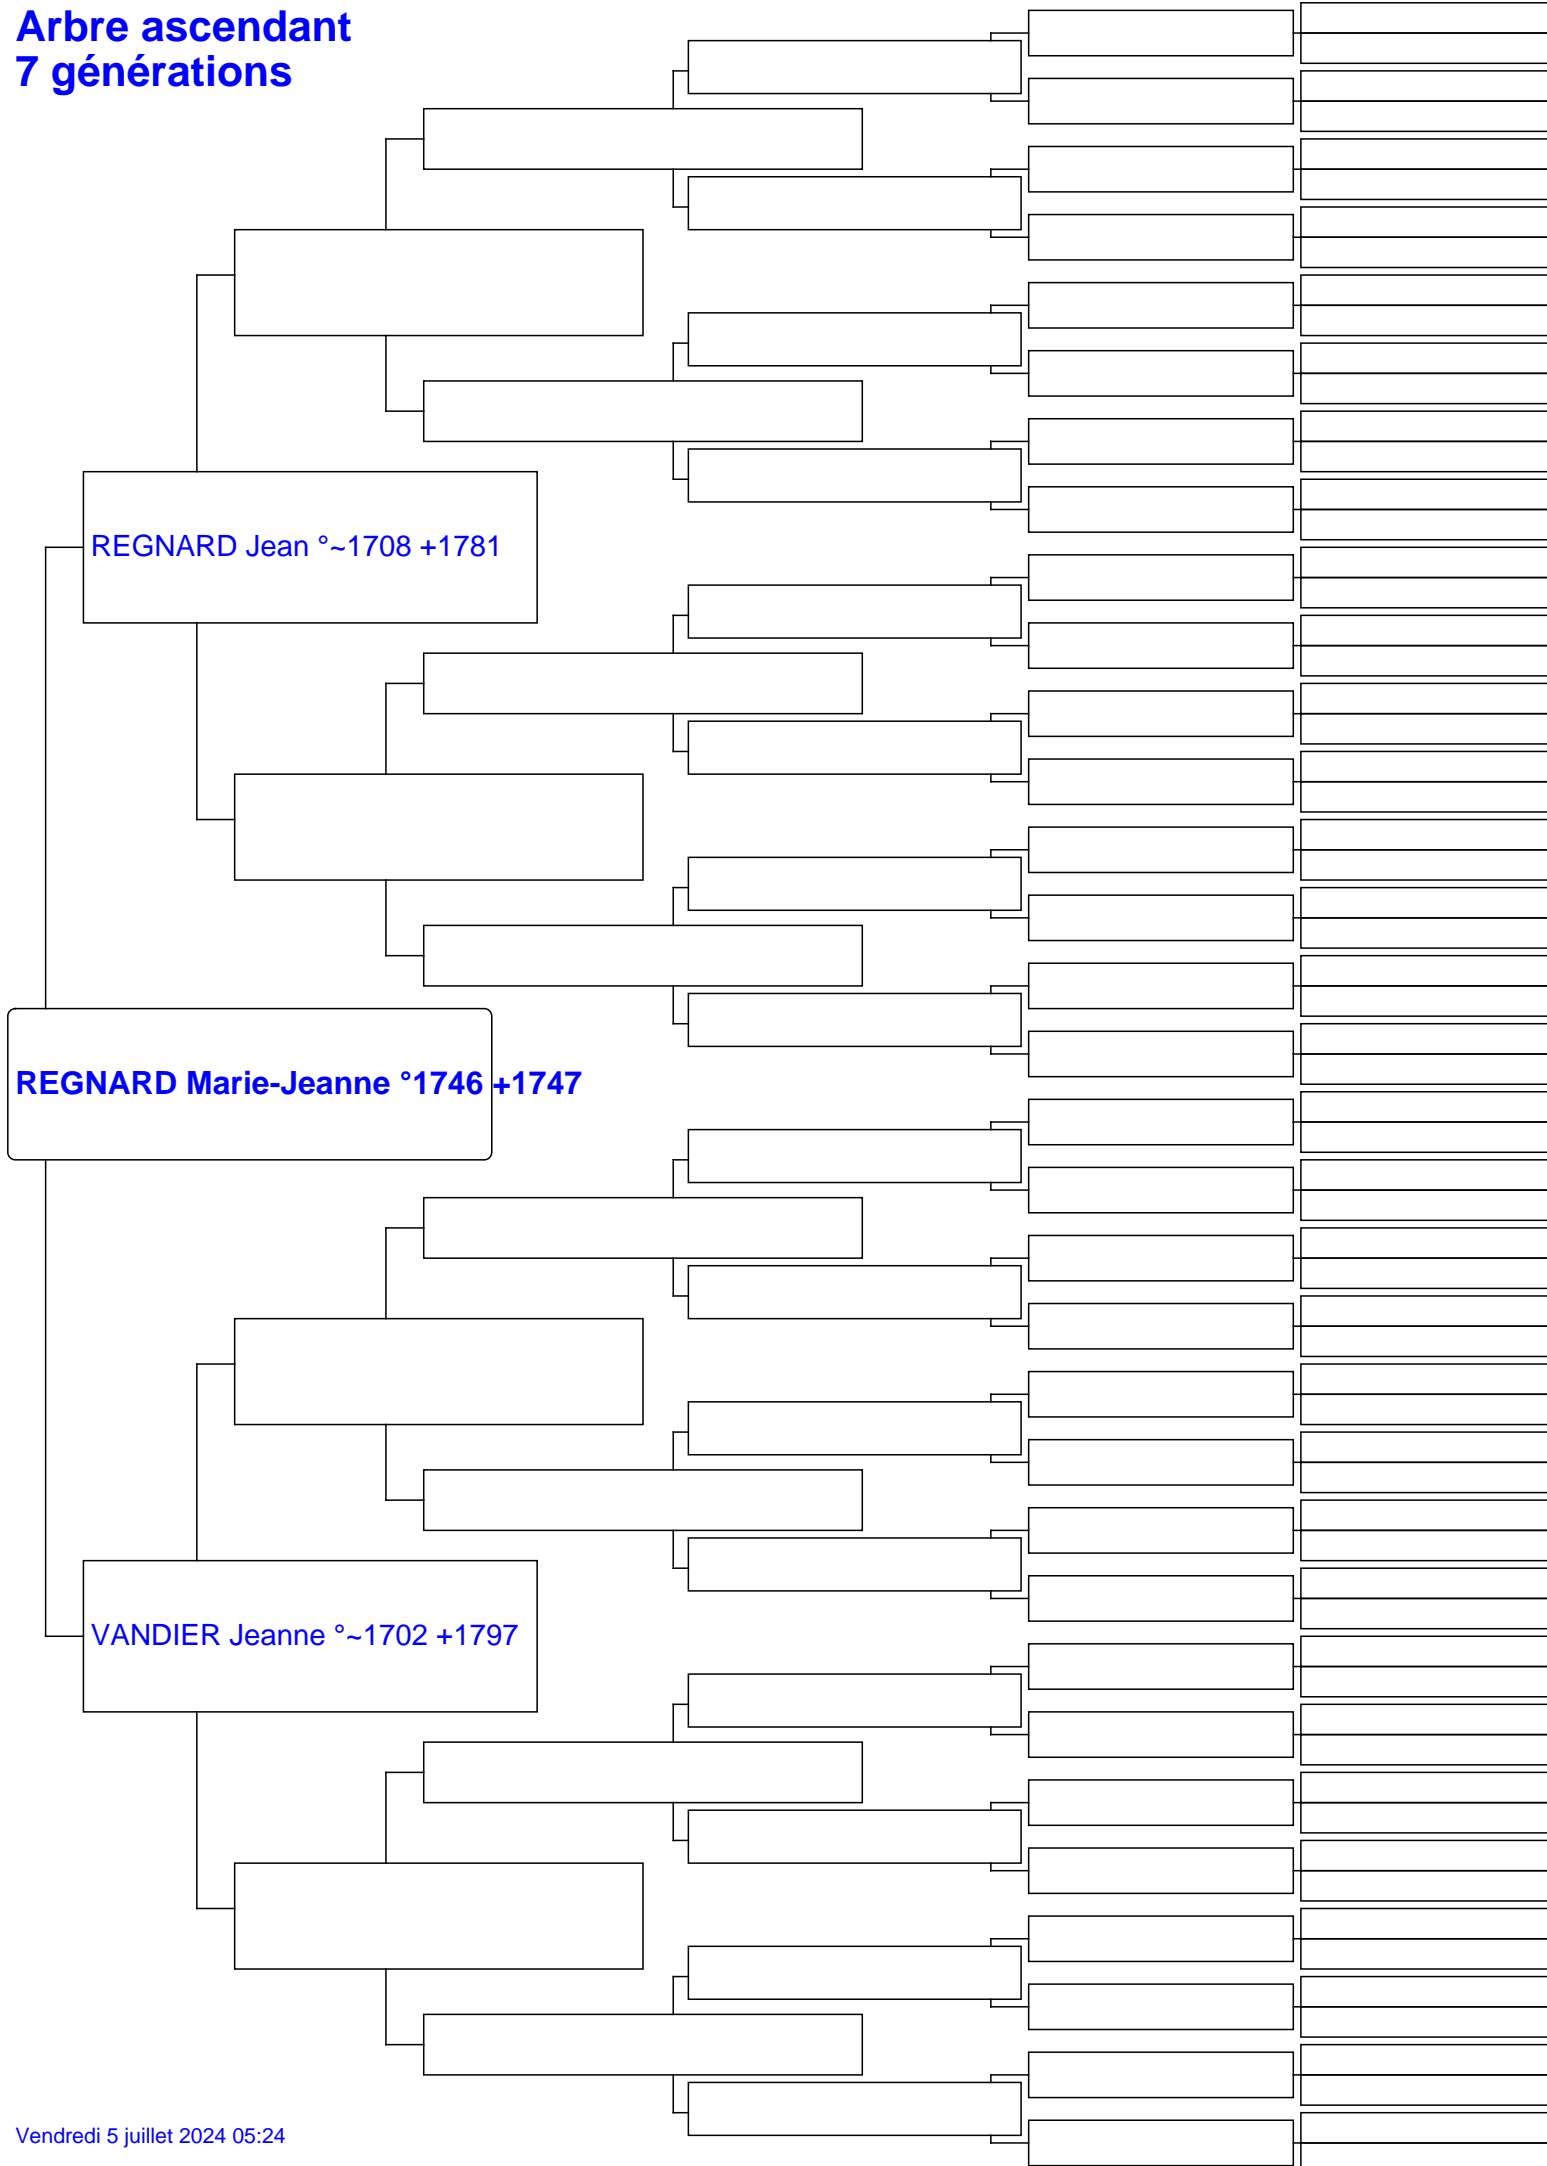 Arbre ascendant
7 générations
REGNARD Jean °~1708 +1781
REGNARD Marie-Jeanne °1746 +1747
VANDIER Jeanne °~1702 +1797
Vendredi 5 juillet 2024 05:24